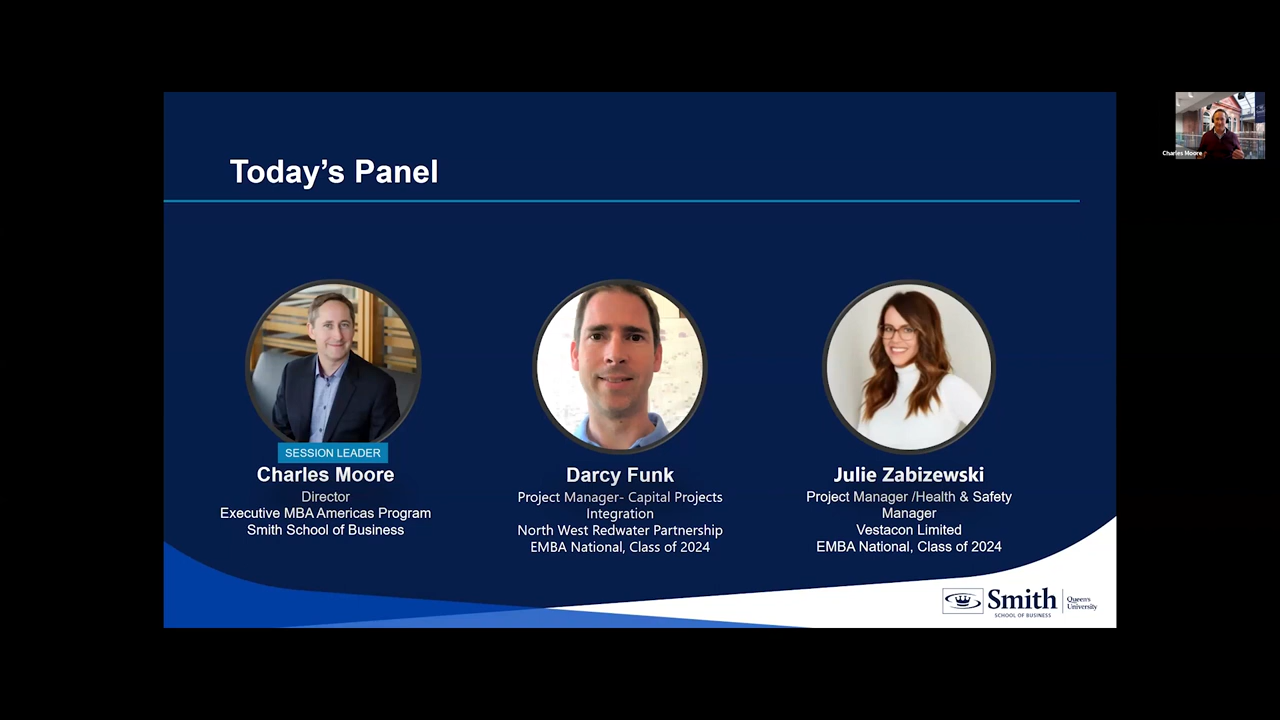 Today’s Panel
Charles Moore
SESSION LEADER
Charles Moore
Director
Executive MBA Americas Program
Smith School of Business
Darcy Funk
Project Manager- Capital Projects
Integration
North West Redwater Partnership
EMBA National, Class of 2024
Julie Zabizewski
Project Manager /Health & Safety
Manager
Vestacon Limited
EMBA National, Class of 2024
Smith
SCHOOL OF BUSINESS
Queen's
University